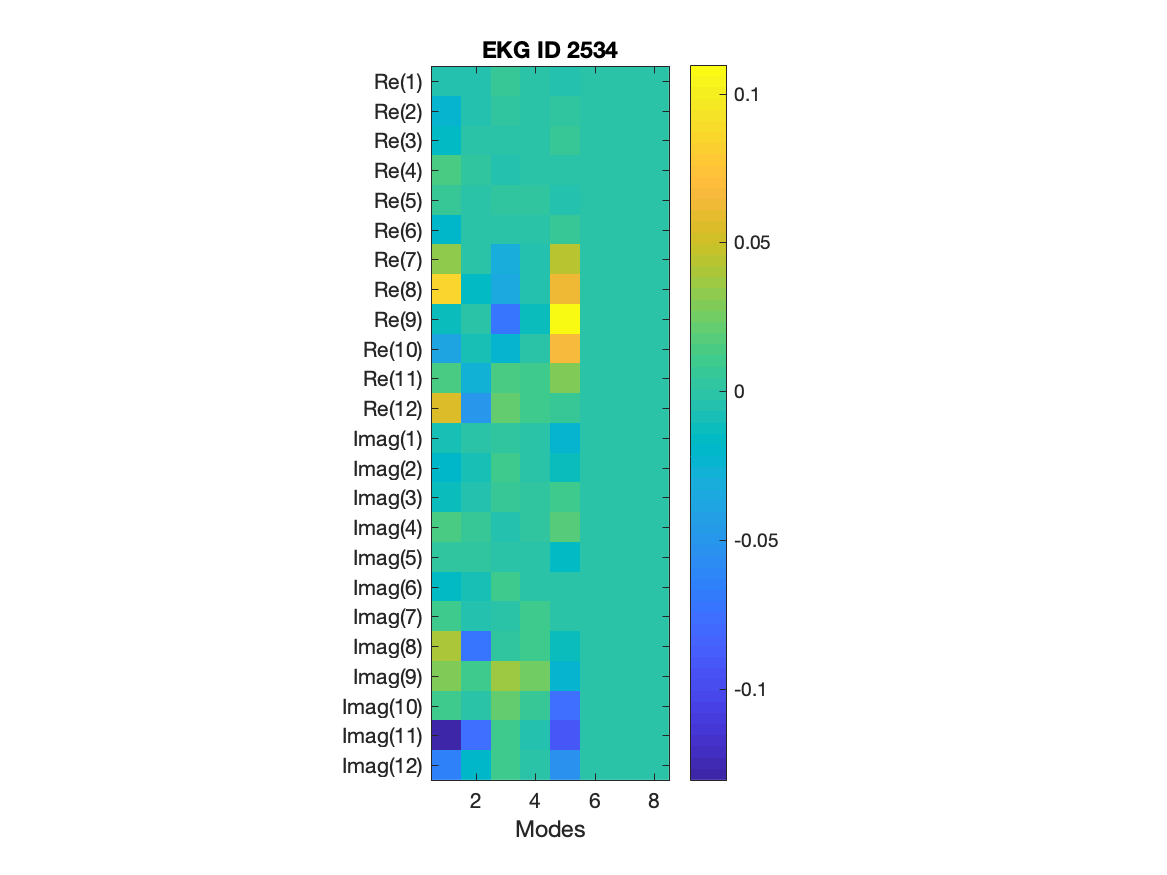 EKG ID 2534
Re(1)
Re(2)
Re(3)
Re(4)
Re(5)
Re(6)
Re(7)
Re(8)
Re(9)
Re(10)
Re(11)
Re(12)
Imag(1)
Imag(2)
Imag(3)
Imag(4)
Imag(5)
Imag(6)
Imag(7)
Imag(8)
Imag(9)
Imag(10)
Imag(11)
Imag(12)
2 4 6 8
Modes
0.1
0.05
0
-0.05
-0.1